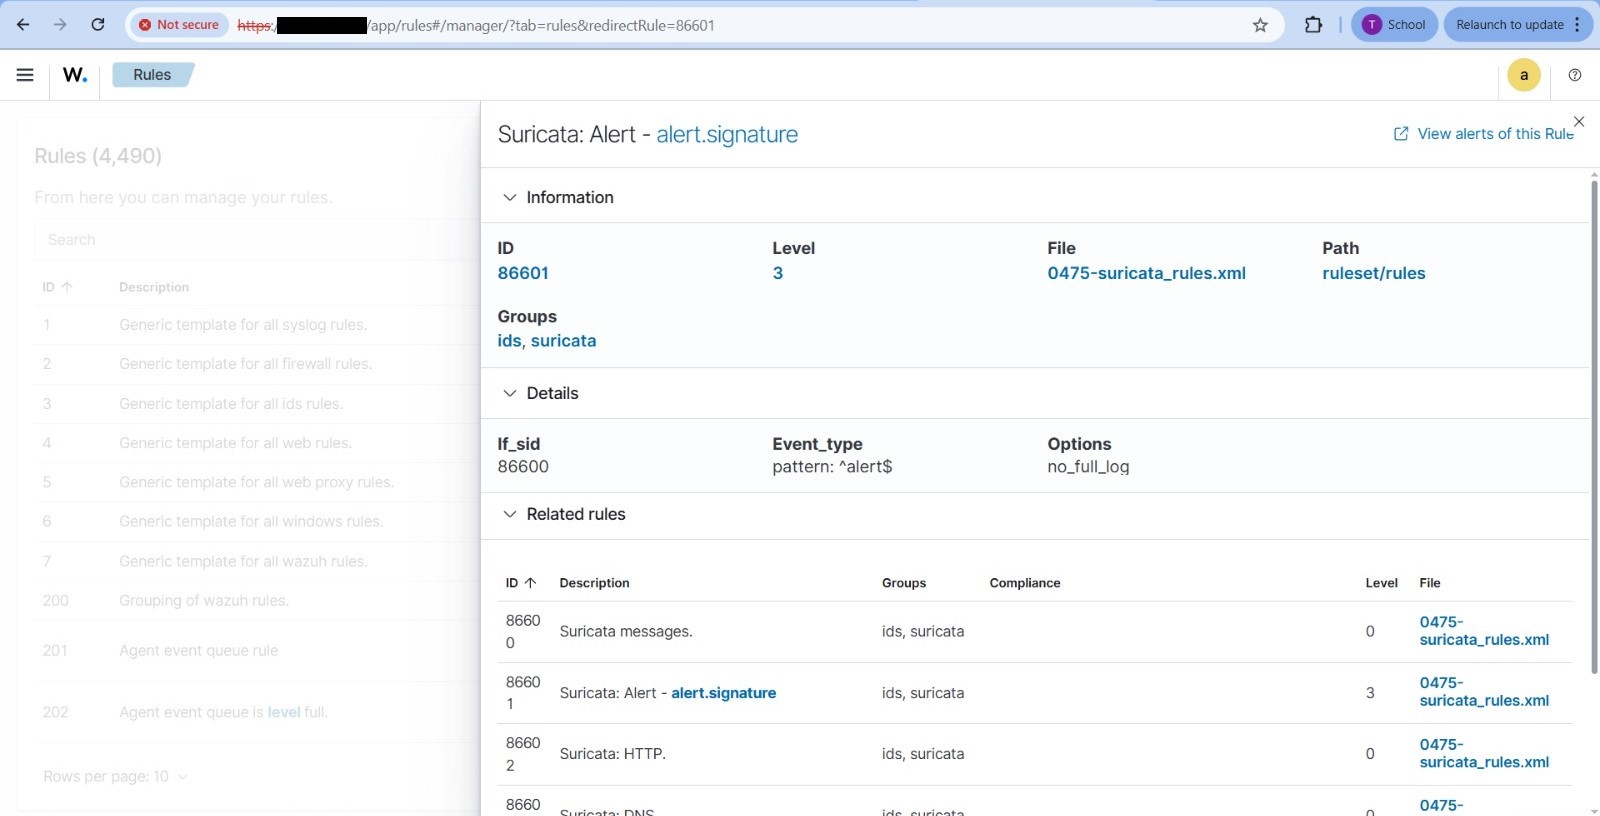 Not secure https:/ /app/rules#/manager/?tab=rules&redirectRule=86601 T School Relaunch to update
W. Rules a
Rules (4,490)
From here you can manage your rules.
Search
ID Description
1 Generic template for all syslog rules.
2 Generic template for all firewall rules.
3 Generic template for all ids rules.
4 Generic template for all web rules.
5 Generic template for all web proxy rules.
6 Generic template for all windows rules.
7 Generic template for all wazuh rules.
200 Grouping of wazuh rules.
201 Agent event queue rule
202 Agent event queue is level full.
Rows per page: 10
Suricata: Alert - alert.signature View alerts of this Rule
Information
ID Level File Path
86601 3 0475-suricata_rules.xml ruleset/rules
Groups
ids, suricata
Details
If_sid Event_type Options
86600 pattern: ^alert$ no_full_log
Related rules
ID Description Groups Compliance Level File
8660
0 Suricata messages. ids, suricata 0 0475-
suricata_rules.xml
8660
1 Suricata: Alert - alert.signature ids, suricata 3 0475-
suricata_rules.xml
8660
2 Suricata: HTTP. ids, suricata 0 0475-
suricata_rules.xml
8660 Suricata: DNS ids, suricata 0 0475-